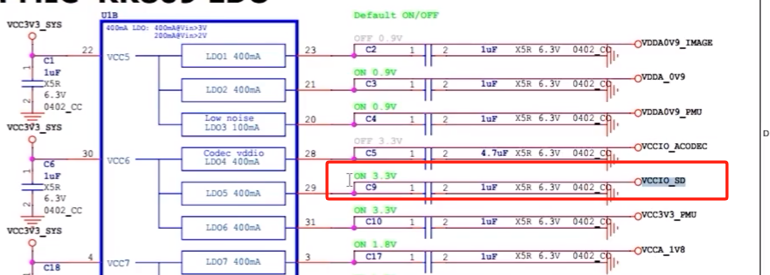 U1B
Default ON/OFF
VCC3V3_SYS
400mA LDO: 400mA@Vin>3V
200mA@Vin>2V
OFF 0.9V
22 VCC5 LDO1 400mA 23 C2 1 2 1uF X5R 6.3V 0402_CC VDDA0V9_IMAGE
C1
1
1uF
X5R
6.3V
0402_CC
2
ON 0.9V
LDO2 400mA 21 C3 1 2 1uF X5R 6.3V 0402_CC VDDA_0V9
ON 0.9V
Low noise
LDO3 100mA 20 C4 1 2 1uF X5R 6.3V 0402_CC VDDA0V9_PMU
VCC3V3_SYS
OFF 3.3V
30 VCC6 Codec vddio
LDO4 400mA 28 C5 1 2 4.7uF X5R 6.3V 0402_CC VCCIO_ACODEC
C6
1
1uF
X5R
6.3V
0402_CC
2
ON 3.3V
LDO5 400mA 29 C9 1 2 1uF X5R 6.3V 0402_CC VCCIO_SD
ON 3.3V
LDO6 400mA 31 C10 1 2 1uF X5R 6.3V 0402_CC VCC3V3_PMU
VCC3V3_SYS
ON 1.8V
4 VCC7 LDO7 400mA 3 C17 1 2 1uF X5R 6.3V 0402_CC VCCA_1V8
C18
D